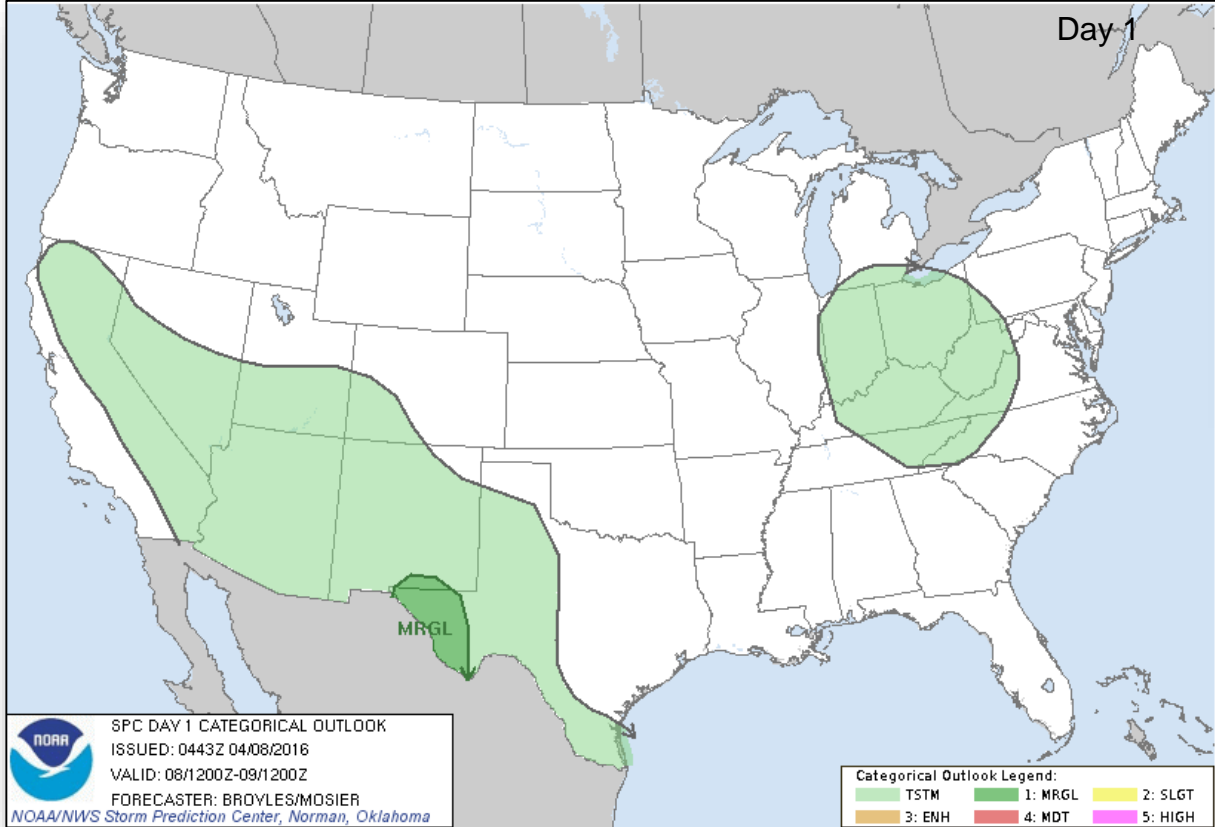 Day 1
MRGL
NOAA
SPC DAY 1 CATEGORICAL OUTLOOK
ISSUED: 0443Z 04/08/2016
VALID: 08/1200Z-09/1200Z
FORECASTER: BROYLES/MOSIER
NOAA/NWS Storm Prediction Center, Norman, Oklahoma
Categorical Outlook Legend:
TSTM 1: MRGL 2: SLGT
3: ENH 4: MDT 5: HIGH